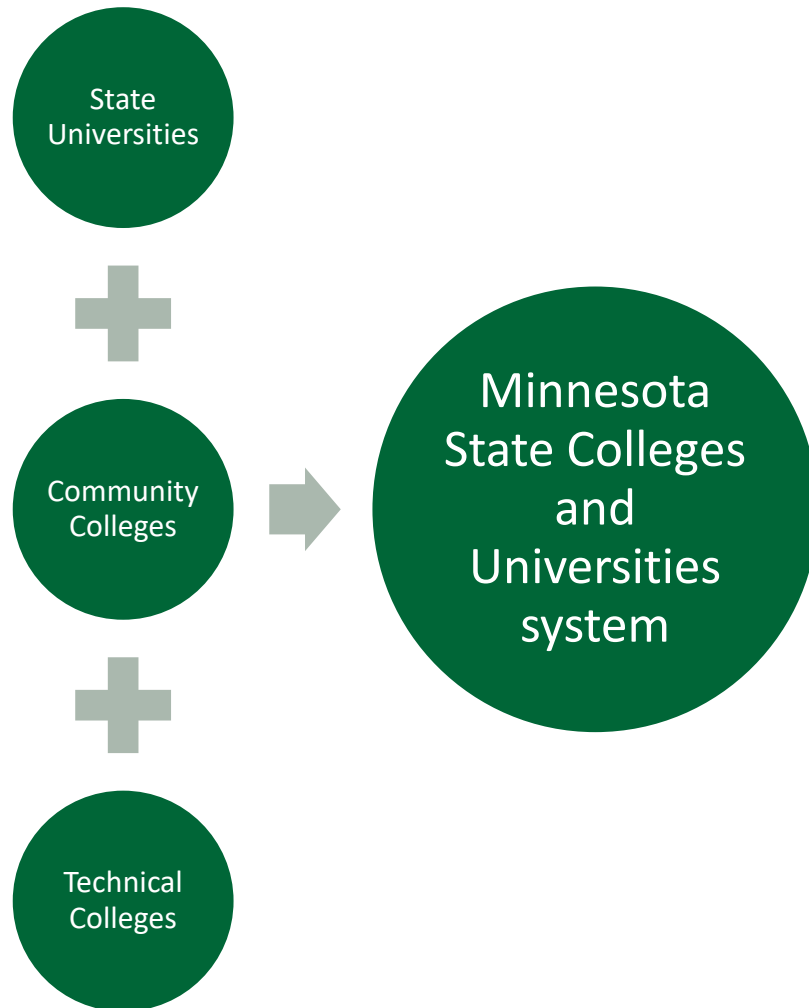 State
Universities
Community
Colleges
Technical
Colleges
Minnesota
State Colleges
and
Universities
system